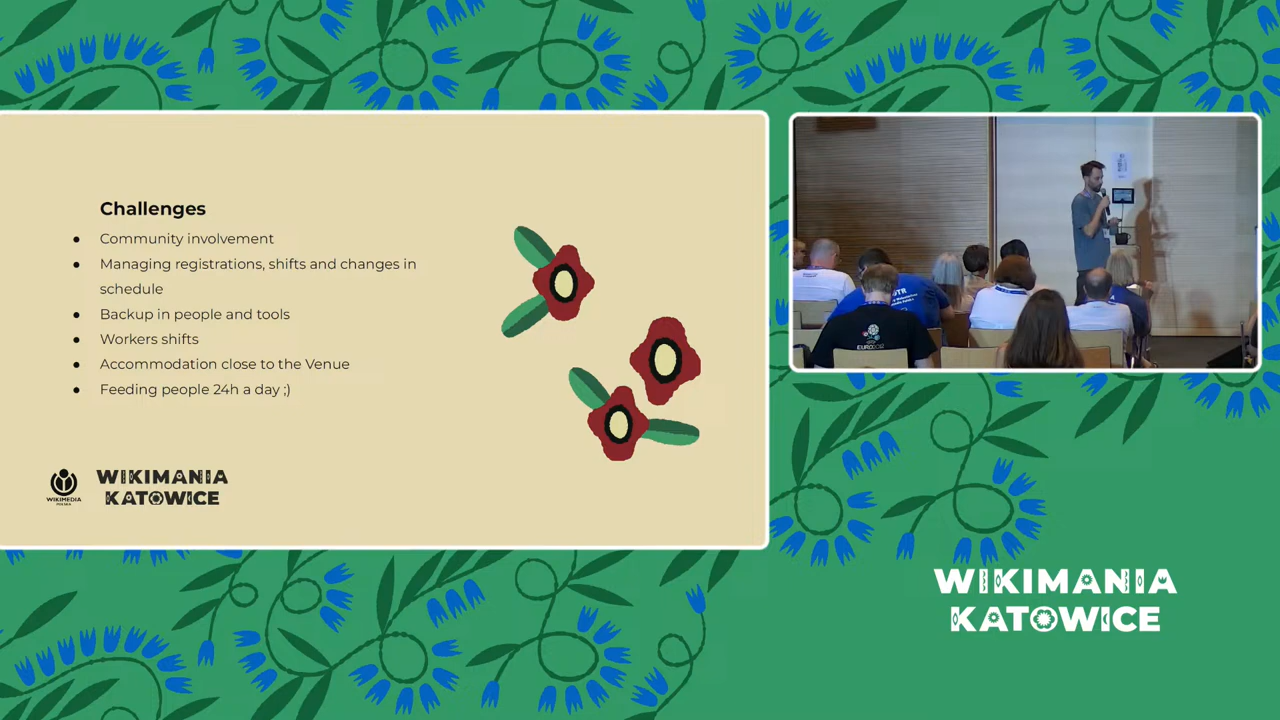 Challenges
● Community involvement
● Managing registrations, shifts and changes in
schedule
● Backup in people and tools
● Workers shifts
● Accommodation close to the Venue
● Feeding people 24h a day ;)
WIKIMEDIA
POLSKA
WIKIMANIA
KATOWICE
EURO2012
WIKIMANIA
KATOWICE